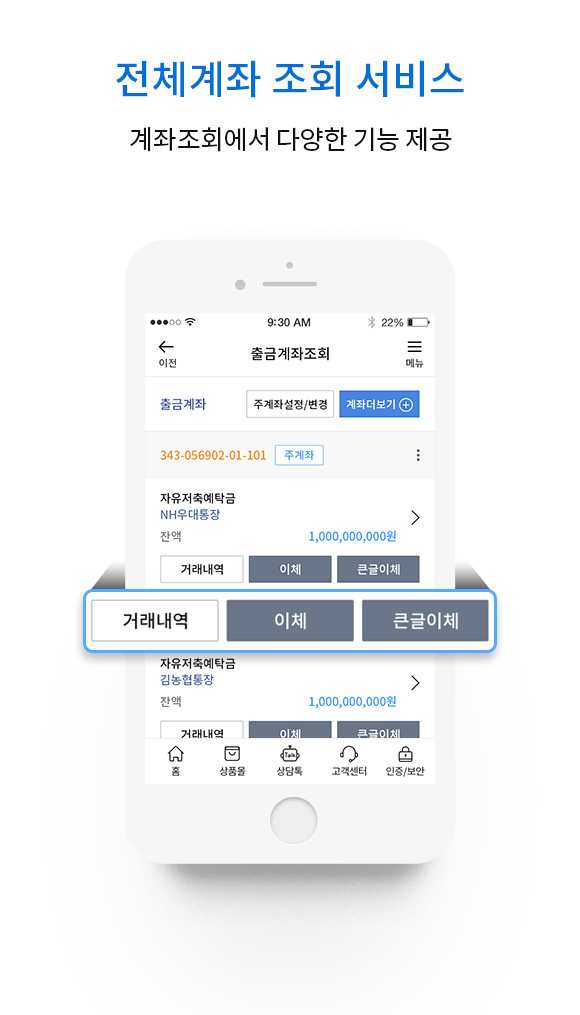 전체계좌 조회 서비스
계좌조회에서 다양한 기능 제공
9:30 AM 22%
이전 출금계좌조회 메뉴
출금계좌 주계좌설정/변경 계좌더보기
343-056902-01-101 주계좌
자유저축예탁금
NH우대통장
잔액 1,000,000,000원
거래내역 이체 큰글이체
거래내역 이체 큰글이체
자유저축예탁금
김농협통장
잔액 1,000,000,000원
거래내역 이체 큰글이체
Talk
홈 상품몰 상담톡 고객센터 인증/보안